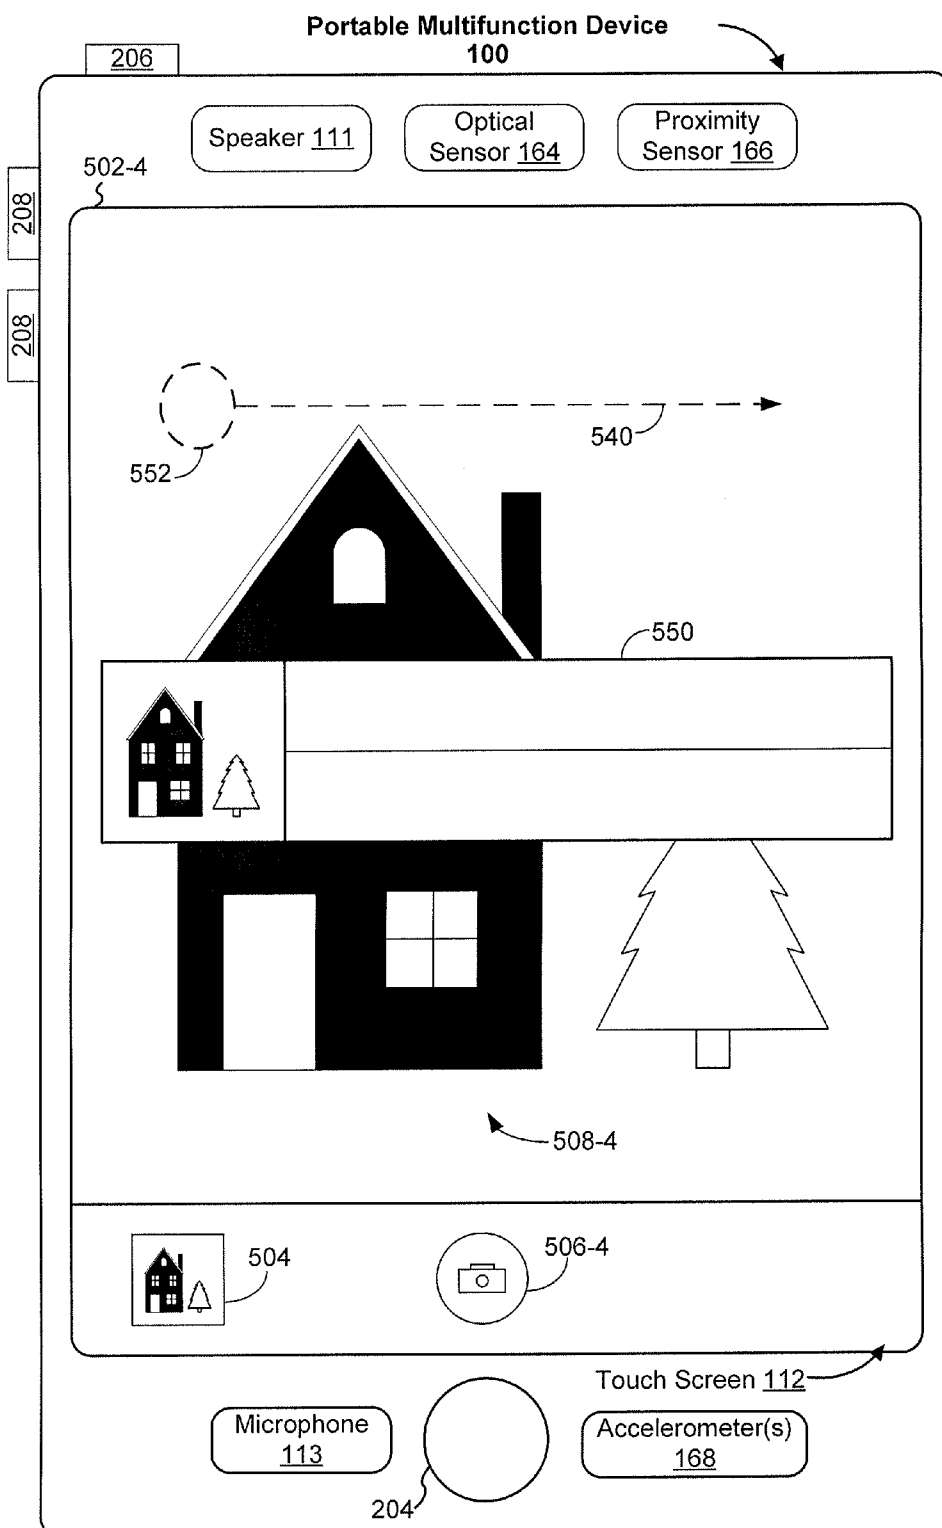 Portable Multifunction Device
100
206
Speaker 111
Optical
Sensor 164
Proximity
Sensor 166
502-4
208
208
540
552
550
508-4
504
506-4
Touch Screen 112
Microphone
113
Accelerometer(s)
168
204